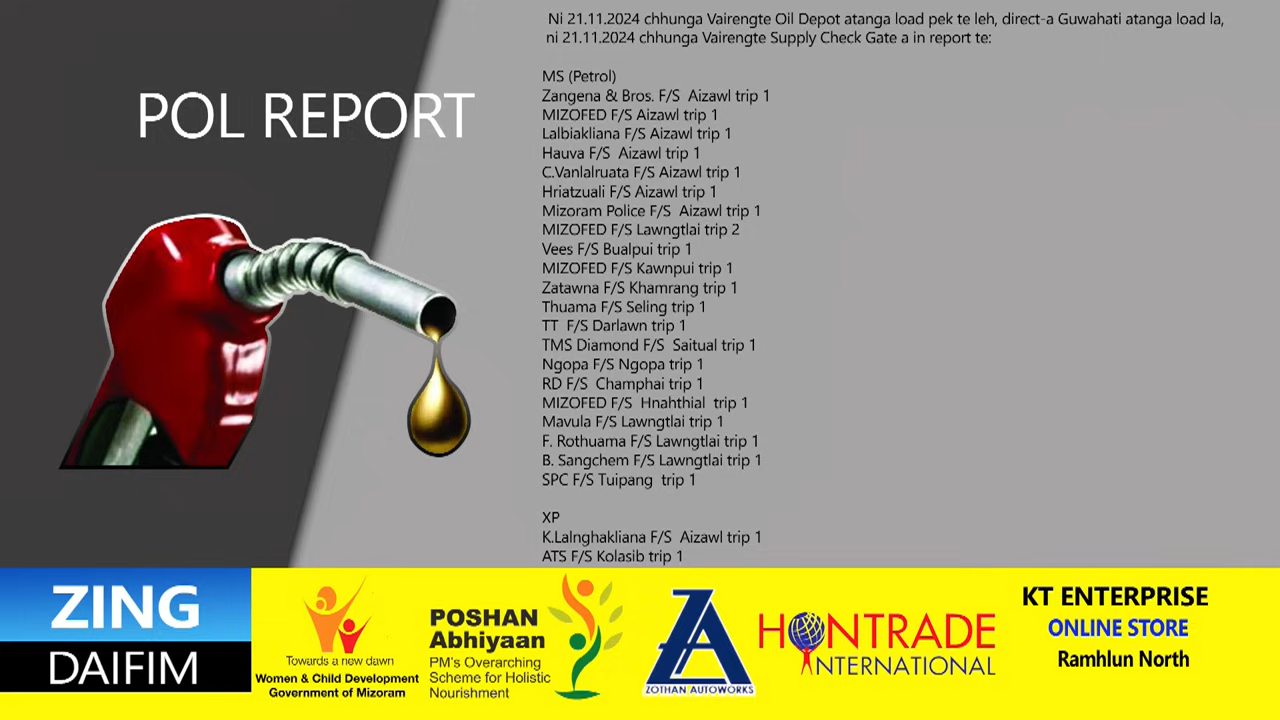 POL REPORT
Ni 21.11.2024 chhunga Vairengte Oil Depot atanga load pek te leh, direct-a Guwahati atanga load la,
ni 21.11.2024 chhunga Vairengte Supply Check Gate a in report te:
MS (Petrol)
Zangena & Bros. F/S Aizawl trip 1
MIZOFED F/S Aizawl trip 1
Lalbiakliana F/S Aizawl trip 1
Hauva F/S Aizawl trip 1
C.Vanlalruata F/S Aizawl trip 1
Hriatzuali F/S Aizawl trip 1
Mizoram Police F/S Aizawl trip 1
MIZOFED F/S Lawngtlai trip 2
Vees F/S Bualpui trip 1
MIZOFED F/S Kawnpui trip 1
Zatawna F/S Khamrang trip 1
Thuama F/S Seling trip 1
TT F/S Darlawn trip 1
TMS Diamond F/S Saitual trip 1
Ngopa F/S Ngopa trip 1
RD F/S Champhai trip 1
MIZOFED F/S Hnahthial trip 1
Mavula F/S Lawngtlai trip 1
F. Rothuama F/S Lawngtlai trip 1
B. Sangchem F/S Lawngtlai trip 1
SPC F/S Tuipang trip 1
XP
K.Lalnghakliana F/S Aizawl trip 1
ATS F/S Kolasib trip 1
ZING
DAIFIM
Towards a new dawn
Women & Child Development
Government of Mizoram
POSHAN
Abhiyaan
PM's Overarching
Scheme for Holistic
Nourishment
ZA
ZOTHAN AUTOWORKS
HONTRADE
INTERNATIONAL
KT ENTERPRISE
ONLINE STORE
Ramhlun North